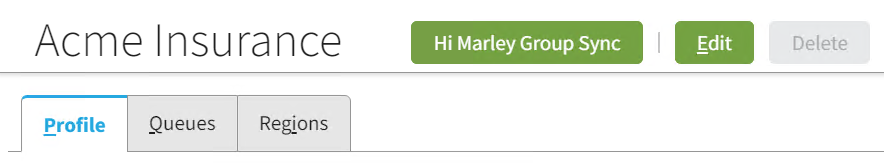 Acme Insurance
Hi Marley Group Sync | Edit Delete
Profile Queues Regions